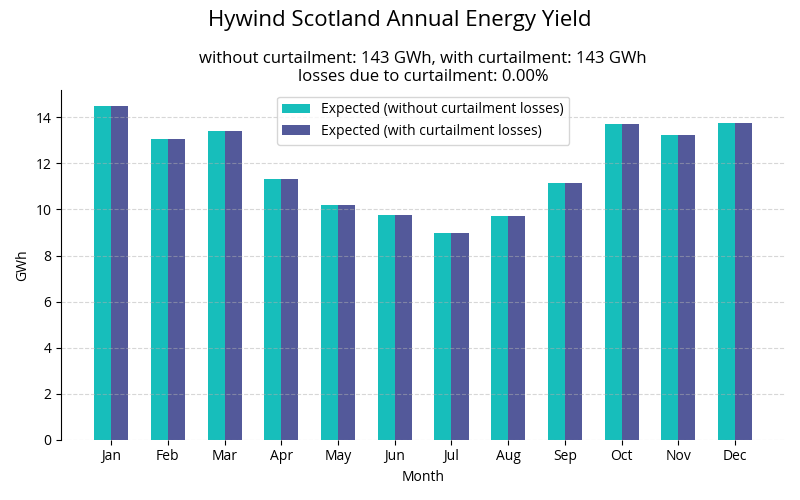 Hywind Scotland Annual Energy Yield
without curtailment: 143 GWh, with curtailment: 143 GWh
losses due to curtailment: 0.00%
Expected (without curtailment losses)
Expected (with curtailment losses)
GWh
14
12
10
8
6
4
2
0
Jan Feb Mar Apr May Jun Jul Aug Sep Oct Nov Dec
Month